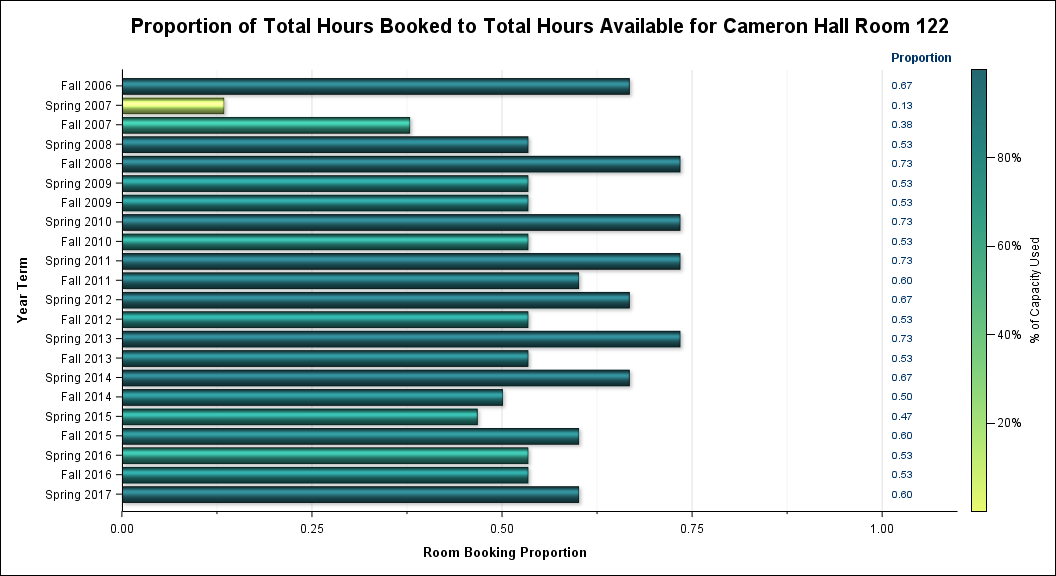 Proportion of Total Hours Booked to Total Hours Available for Cameron Hall Room 122
Proportion
Fall 2006 0.67
Spring 2007 0.13
Fall 2007 0.38
Spring 2008 0.53
Fall 2008 0.73
Spring 2009 0.53
Fall 2009 0.53
Spring 2010 0.73
Fall 2010 0.53
Spring 2011 0.73
Fall 2011 0.60
Spring 2012 0.67
Fall 2012 0.53
Spring 2013 0.73
Fall 2013 0.53
Spring 2014 0.67
Fall 2014 0.50
Spring 2015 0.47
Fall 2015 0.60
Spring 2016 0.53
Fall 2016 0.53
Spring 2017 0.60
Year Term
80%
60%
40%
20%
% of Capacity Used
0.00 0.25 0.50 0.75 1.00
Room Booking Proportion